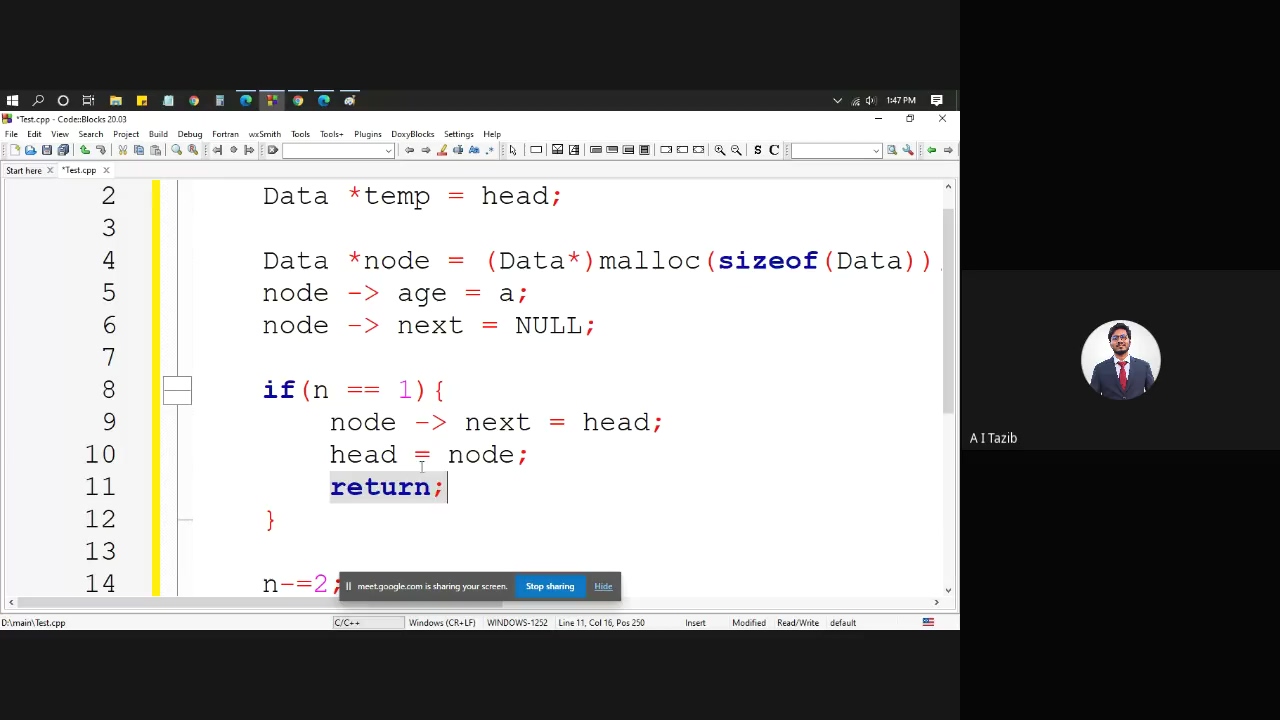 1:47 PM
*Test.cpp - Code::Blocks 20.03
File Edit View Search Project Build Debug Fortran wxSmith Tools Tools+ Plugins DoxyBlocks Settings Help
Start here *Test.cpp
2 Data *temp = head;
3
4 Data *node = (Data*)malloc(sizeof(Data))
5 node -> age = a;
6 node -> next = NULL;
7
8 if(n == 1){
9 node -> next = head;
10 head = node;
11 return;
12 }
13
14 n-=2;
meet.google.com is sharing your screen. Stop sharing Hide
D:\main\Test.cpp C/C++ Windows (CR+LF) WINDOWS-1252 Line 11, Col 16, Pos 250 Insert Modified Read/Write default
A I Tazib